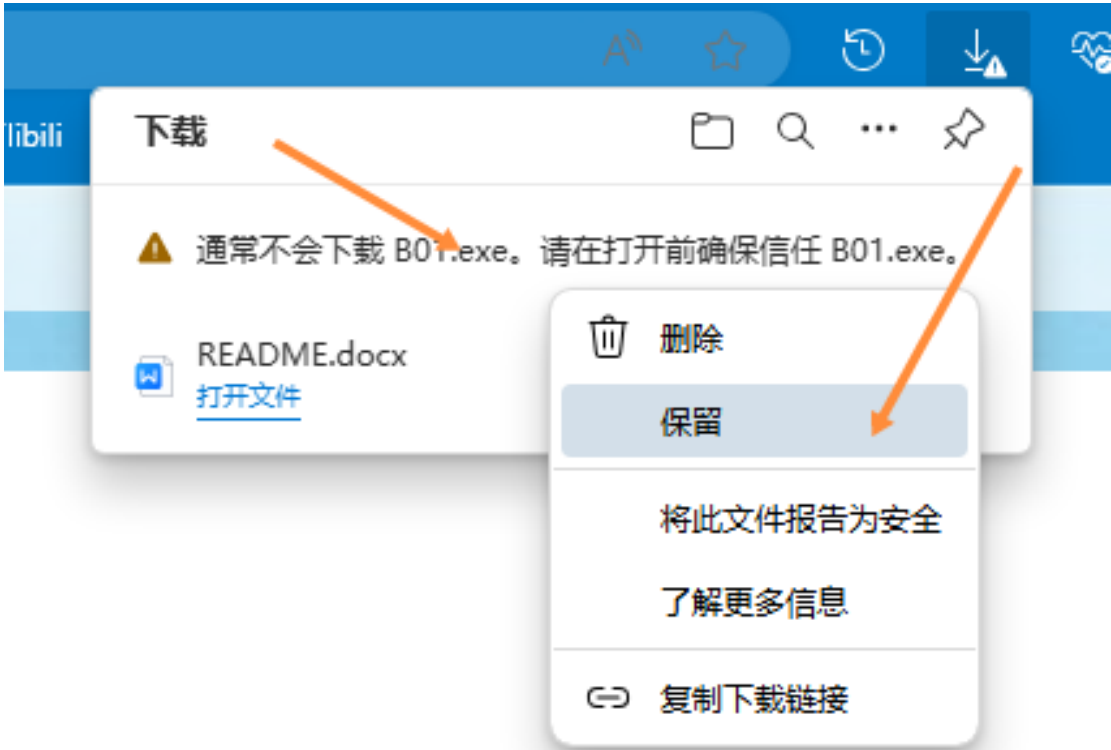 libili
下载
通常不会下载 B01.exe。请在打开前确保信任 B01.exe。
README.docx
打开文件
删除
保留
将此文件报告为安全
了解更多信息
复制下载链接